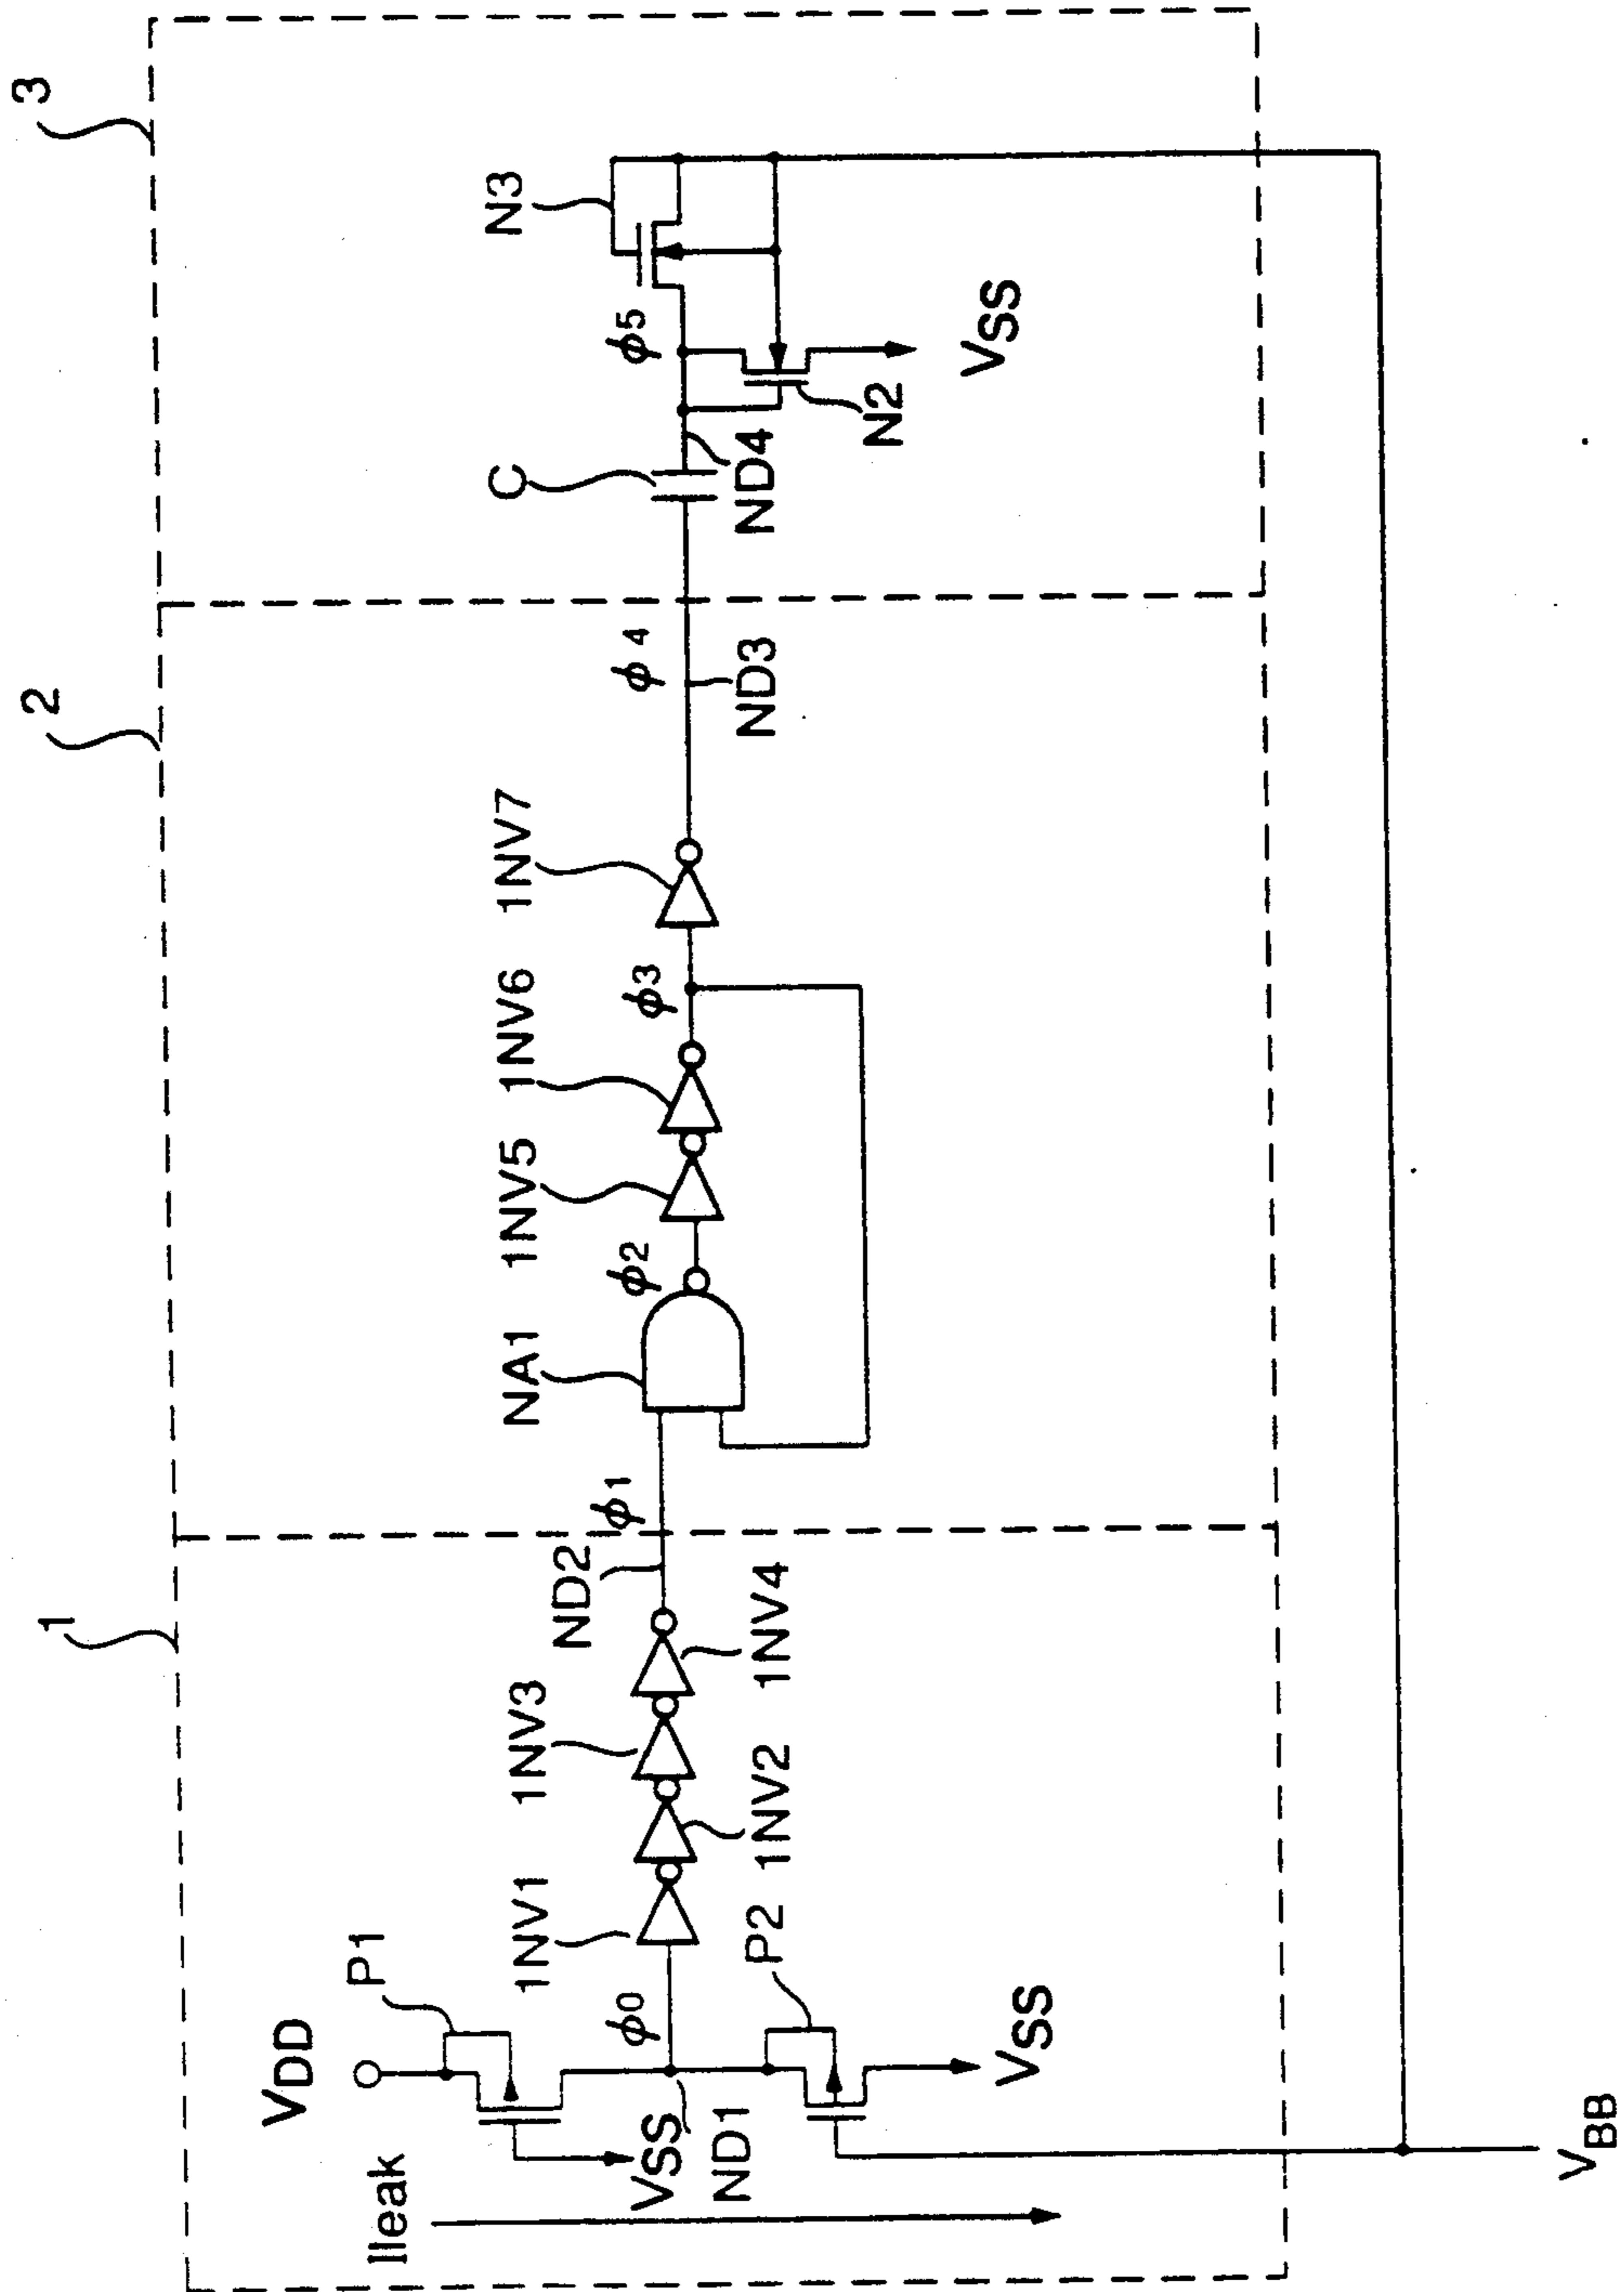 1
2
3
VDD
P1
Ileak
VSS
ND1
ϕ0
1NV1
1NV2
1NV3
1NV4
P2
VSS
ND2
ϕ1
NA1
ϕ2
1NV5
1NV6
ϕ3
1NV7
ϕ4
ND3
C
ND4
ϕ5
N3
N2
VSS
VBB